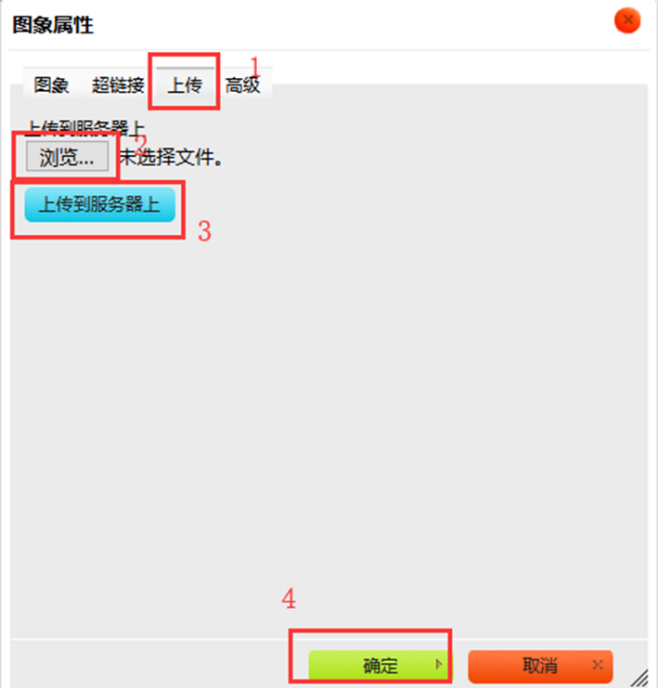 图象属性
图象 超链接 上传 1 高级
上传到服务器上
浏览... 2 未选择文件。
上传到服务器上
3
4
确定 取消